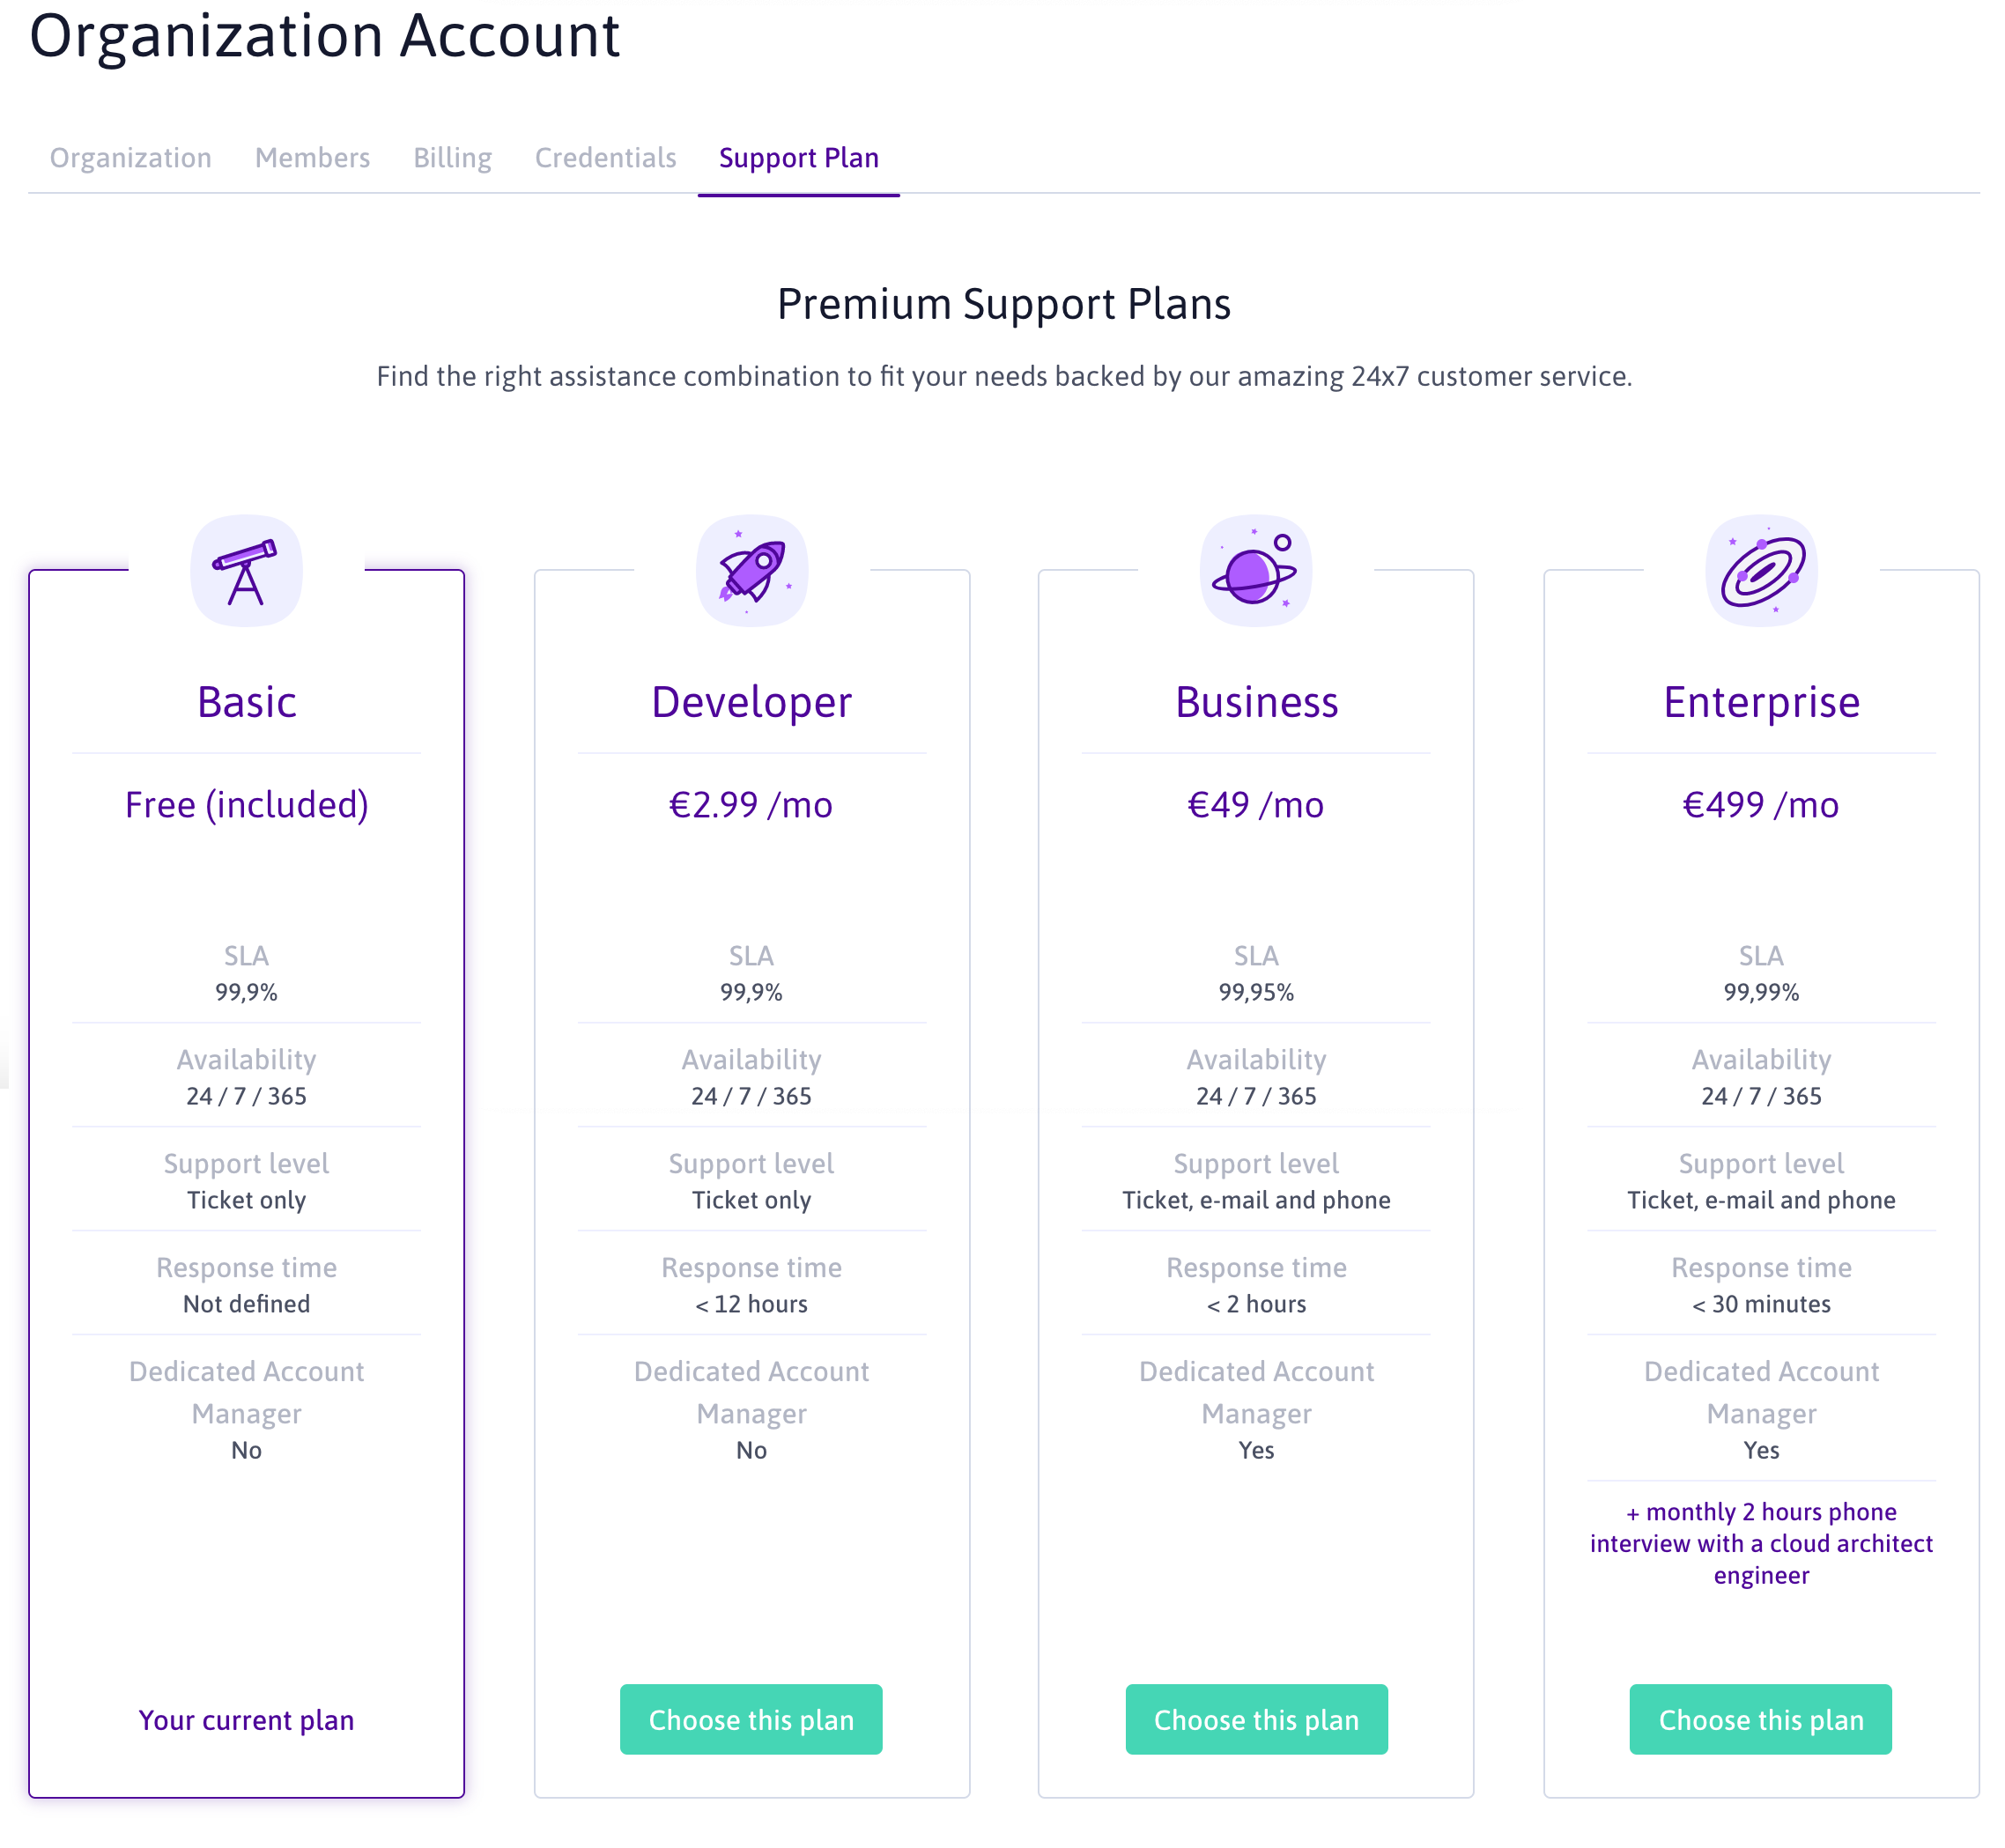 Organization Account
Organization Members Billing Credentials Support Plan
Premium Support Plans
Find the right assistance combination to fit your needs backed by our amazing 24x7 customer service.
Basic
Free (included)
SLA
99,9%
Availability
24 / 7 / 365
Support level
Ticket only
Response time
Not defined
Dedicated Account
Manager
No
Your current plan
Developer
€2.99 /mo
SLA
99,9%
Availability
24 / 7 / 365
Support level
Ticket only
Response time
< 12 hours
Dedicated Account
Manager
No
Choose this plan
Business
€49 /mo
SLA
99,95%
Availability
24 / 7 / 365
Support level
Ticket, e-mail and phone
Response time
< 2 hours
Dedicated Account
Manager
Yes
Choose this plan
Enterprise
€499 /mo
SLA
99,99%
Availability
24 / 7 / 365
Support level
Ticket, e-mail and phone
Response time
< 30 minutes
Dedicated Account
Manager
Yes
+ monthly 2 hours phone
interview with a cloud architect
engineer
Choose this plan